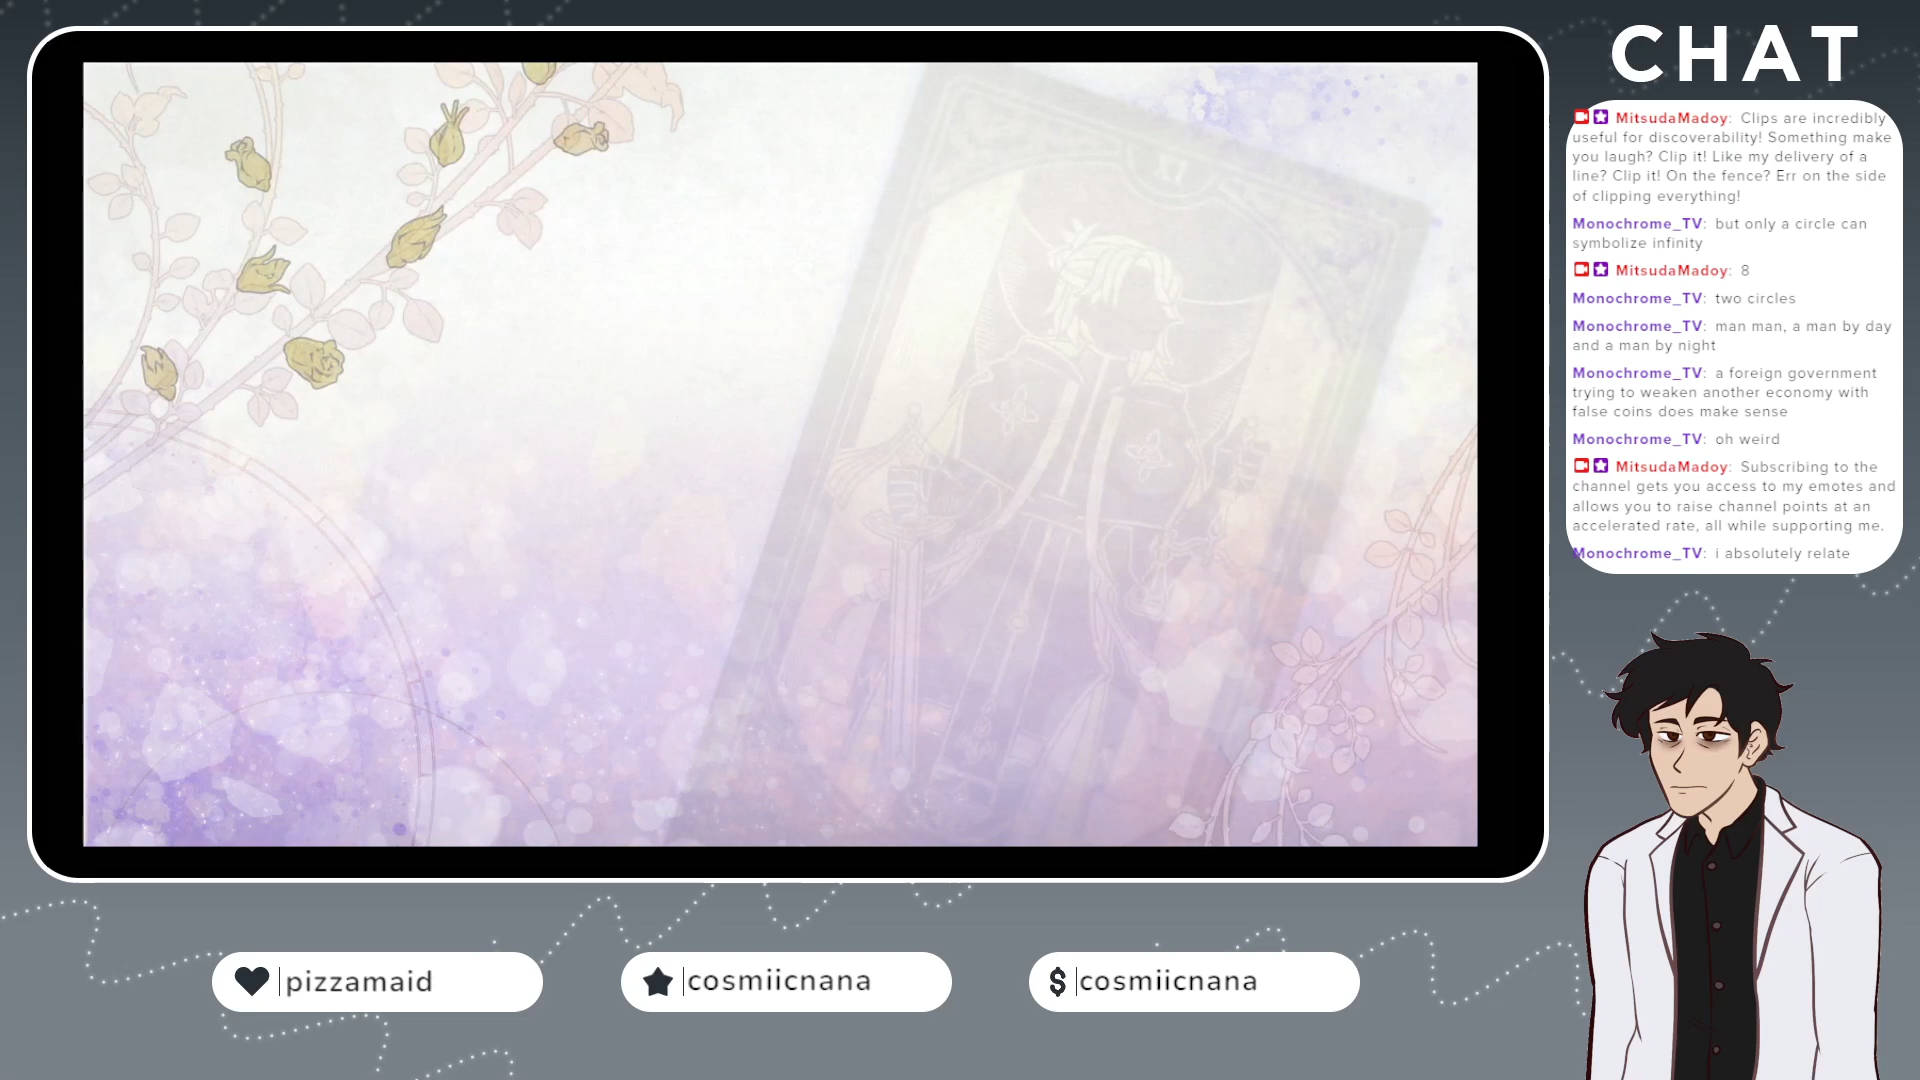 CHAT
MitsudaMadoy: Clips are incredibly
useful for discoverability! Something make
you laugh? Clip it! Like my delivery of a
line? Clip it! On the fence? Err on the side
of clipping everything!
Monochrome_TV: but only a circle can
symbolize infinity
MitsudaMadoy: 8
Monochrome_TV: two circles
Monochrome_TV: man man, a man by day
and a man by night
Monochrome_TV: a foreign government
trying to weaken another economy with
false coins does make sense
Monochrome_TV: oh weird
MitsudaMadoy: Subscribing to the
channel gets you access to my emotes and
allows you to raise channel points at an
accelerated rate, all while supporting me.
Monochrome_TV: i absolutely relate
pizzamaid
cosmiicnana
$ cosmiicnana